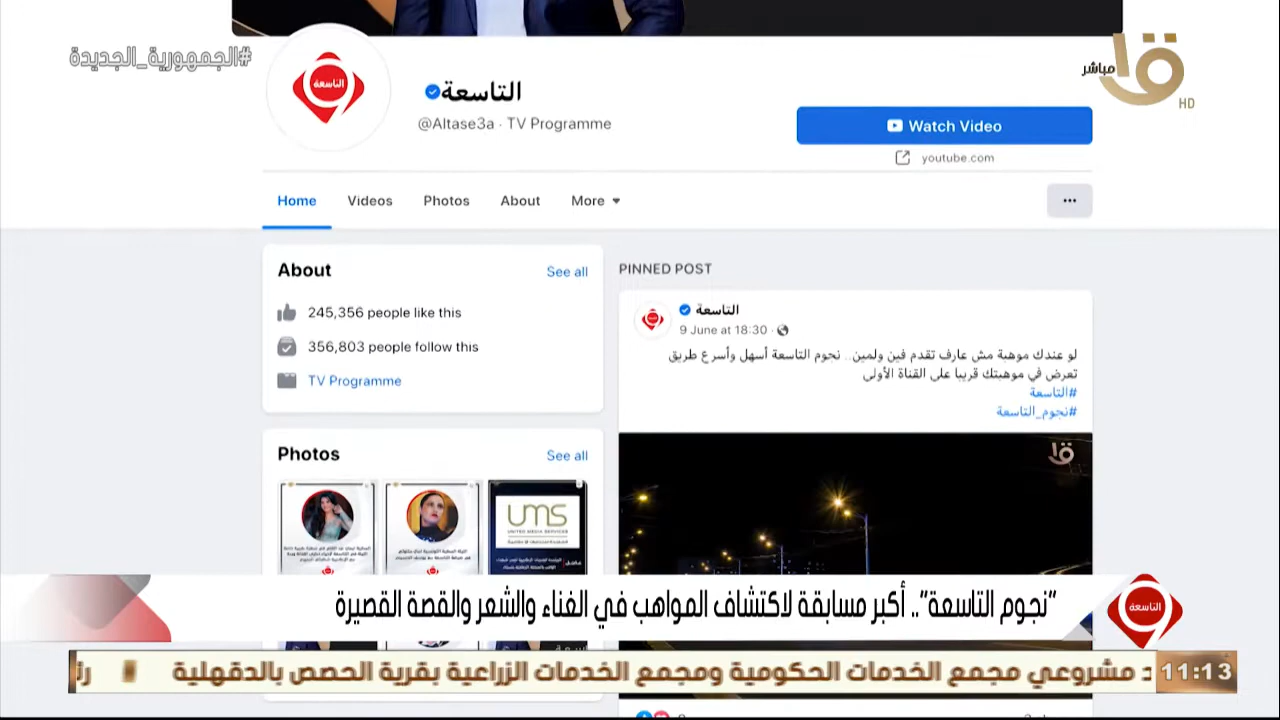 #الجمهورية_الجديدة
مباشر
HD
التاسعة
التاسعة
@Altase3a · TV Programme
Watch Video
youtube.com
Home
Videos
Photos
About
More
About
See all
245,356 people like this
356,803 people follow this
TV Programme
Photos
See all
UMS
UNITED MEDIA SERVICES
PINNED POST
التاسعة
9 June at 18:30
لو عندك موهبة مش عارف تقدم فين ولمين.. نجوم التاسعة أسهل وأسرع طريق
تعرض في موهبتك قريبا على القناة الأولى
#التاسعة
#نجوم_التاسعة
"نجوم التاسعة".. أكبر مسابقة لاكتشاف المواهب في الغناء والشعر والقصة القصيرة
التاسعة
د مشروعي مجمع الخدمات الحكومية ومجمع الخدمات الزراعية بقرية الحصص بالدقهلية
11:13